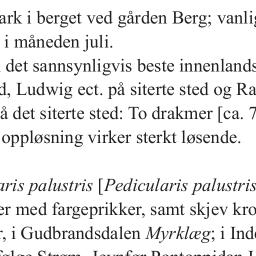 ark i berget ved gården Berg; vanlig
i måneden juli.
det sannsynligvis beste innenlands
d, Ludwig ect. på siterte sted og Ra
å det siterte sted: To drakmer [ca. 7
oppløsning virker sterkt løsende.
aris palustris [Pedicularis palustris
er med fargeprikker, samt skjev kro
r, i Gudbrandsdalen Myrklæg; i Ind